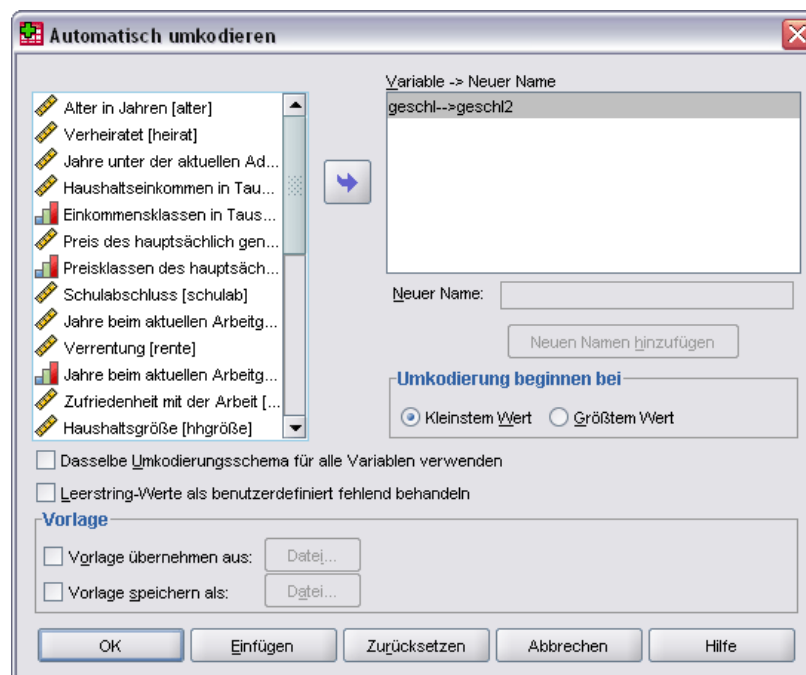 Automatisch umkodieren
Variable -> Neuer Name
geschl-->geschl2
Alter in Jahren [alter]
Verheiratet [heirat]
Jahre unter der aktuellen Ad...
Haushaltseinkommen in Tau...
Einkommensklassen in Taus...
Preis des hauptsächlich gen...
Preisklassen des hauptsäch...
Schulabschluss [schulab]
Jahre beim aktuellen Arbeitg...
Verrentung [rente]
Jahre beim aktuellen Arbeitg...
Zufriedenheit mit der Arbeit [...
Haushaltsgröße [hhgröße]
Neuer Name:
Neuen Namen hinzufügen
Umkodierung beginnen bei
Kleinstem Wert Größtem Wert
Dasselbe Umkodierungsschema für alle Variablen verwenden
Leerstring-Werte als benutzerdefiniert fehlend behandeln
Vorlage
Vorlage übernehmen aus: Datei...
Vorlage speichern als: Datei...
OK Einfügen Zurücksetzen Abbrechen Hilfe